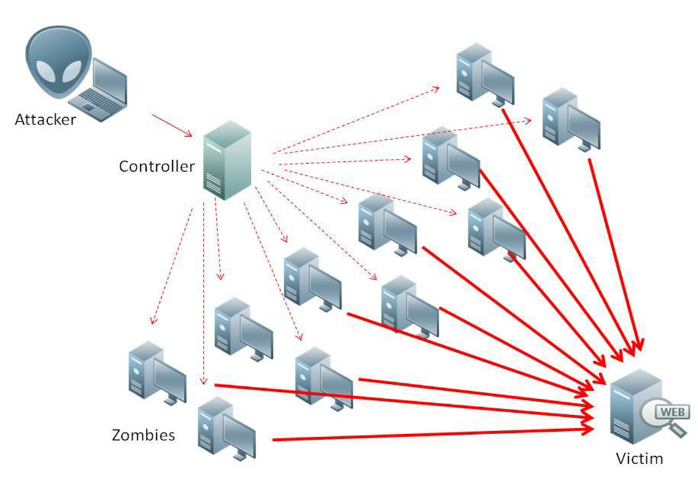 Attacker
Controller
Zombies
WEB
Victim